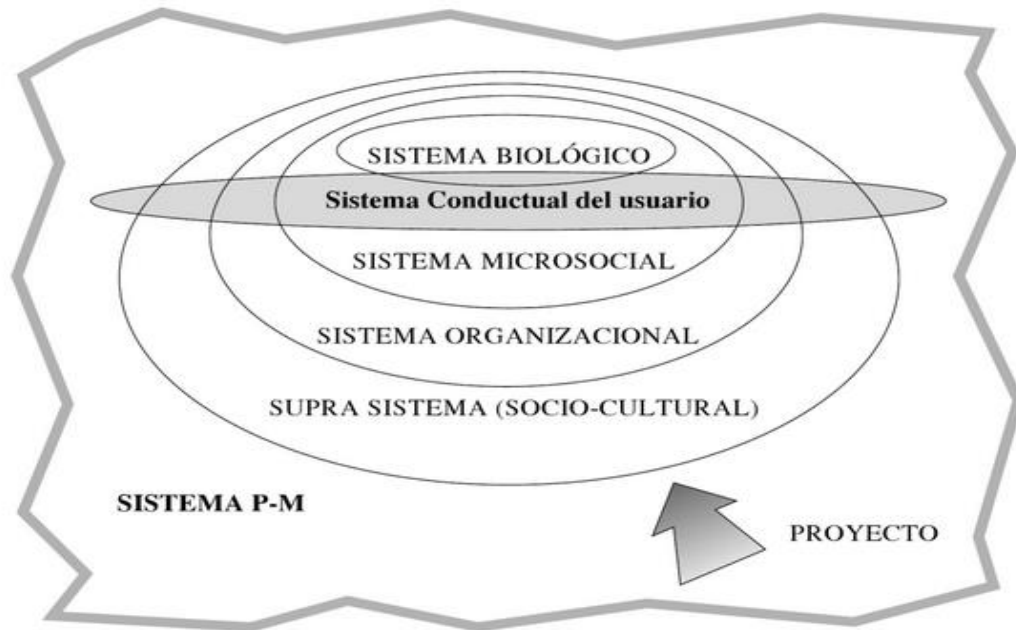 SISTEMA BIOLÓGICO
Sistema Conductual del usuario
SISTEMA MICROSOCIAL
SISTEMA ORGANIZACIONAL
SUPRA SISTEMA (SOCIO-CULTURAL)
SISTEMA P-M
PROYECTO